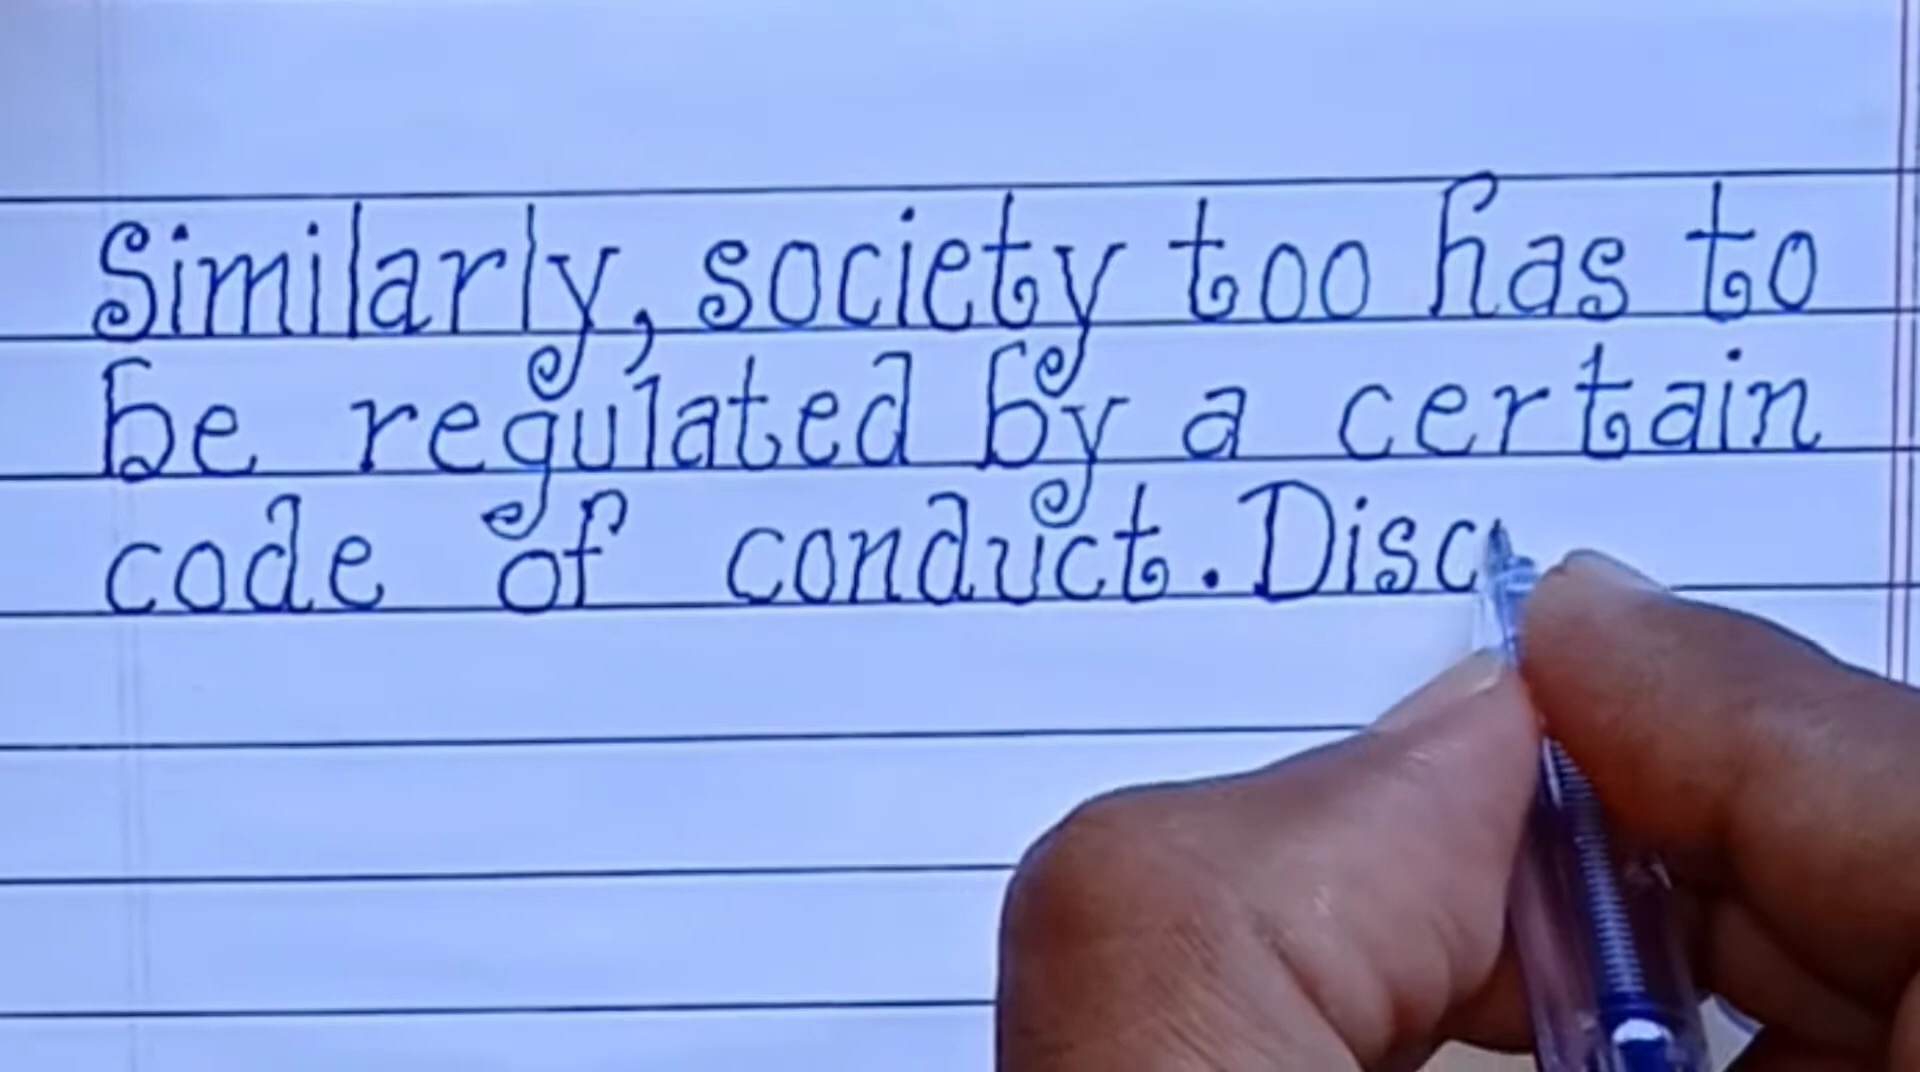 Similarly, society too has to
be regulated by a certain
code of conduct. Disc